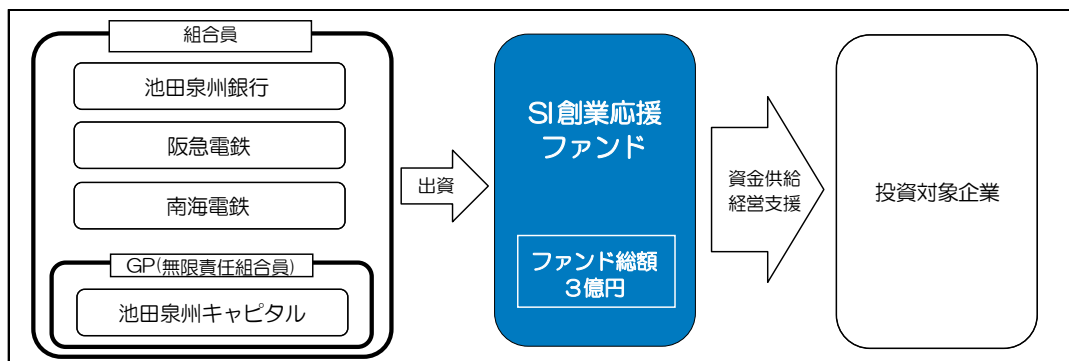 組合員
池田泉州銀行
阪急電鉄
南海電鉄
GP(無限責任組合員)
池田泉州キャピタル
出資
SI創業応援
ファンド
ファンド総額
3億円
資金供給
経営支援
投資対象企業